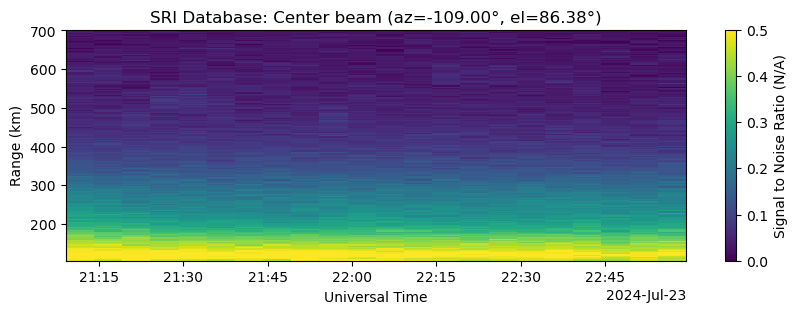 SRI Database: Center beam (az=-109.00°, el=86.38°)
700
600
500
400
300
200
Range (km)
21:15 21:30 21:45 22:00 22:15 22:30 22:45
Universal Time
2024-Jul-23
0.5
0.4
0.3
0.2
0.1
0.0
Signal to Noise Ratio (N/A)